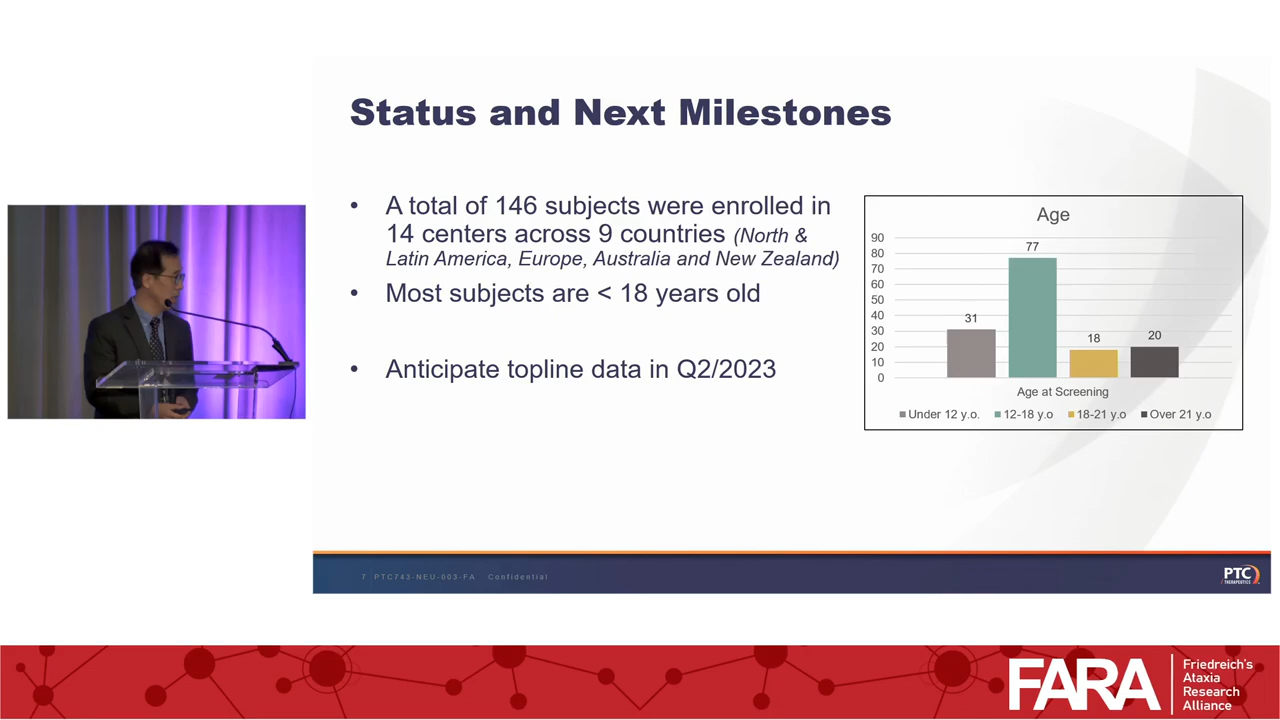 Status and Next Milestones
• A total of 146 subjects were enrolled in
14 centers across 9 countries (North &
Latin America, Europe, Australia and New Zealand)
• Most subjects are < 18 years old
• Anticipate topline data in Q2/2023
Age
90
80
70
60
50
40
30
20
10
0
31
77
18
20
Age at Screening
Under 12 y.o.
12-18 y.o
18-21 y.o
Over 21 y.o
7 PTC743-NEU-003-FA Confidential
PTC
THERAPEUTICS
FARA
Friedreich's
Ataxia
Research
Alliance